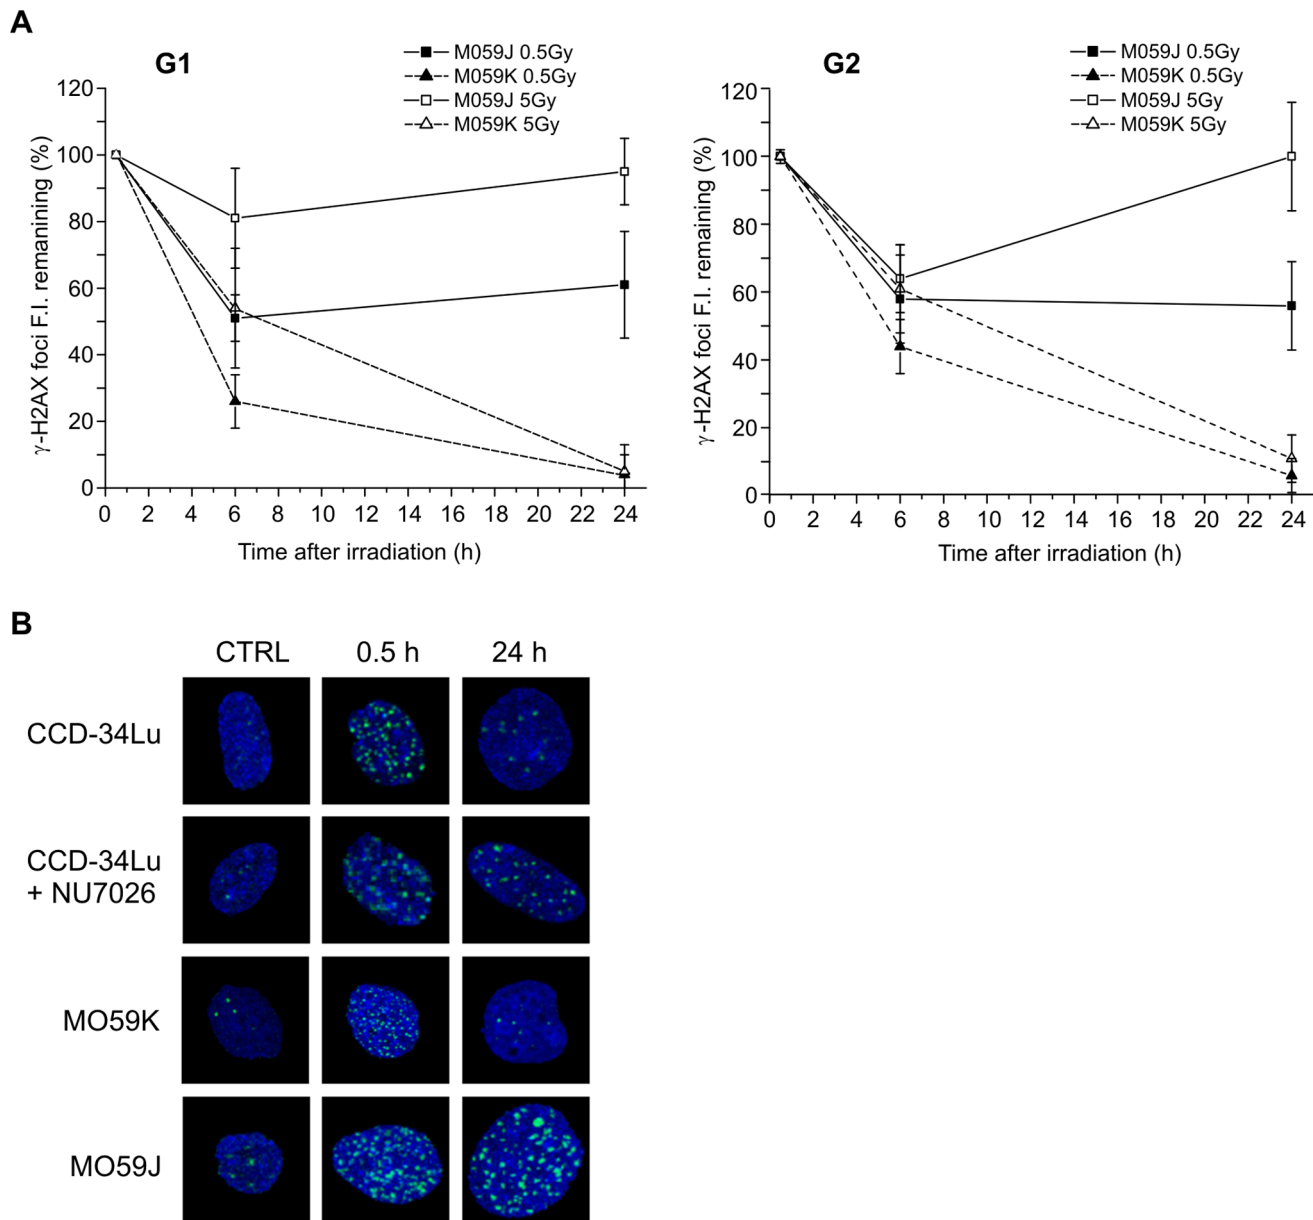 A
G1
M059J 0.5Gy
M059K 0.5Gy
M059J 5Gy
M059K 5Gy
120
100
80
60
40
20
0
γ-H2AX foci F.I. remanining (%)
0 2 4 6 8 10 12 14 16 18 20 22 24
Time after irradiation (h)
G2
M059J 0.5Gy
M059K 0.5Gy
M059J 5Gy
M059K 5Gy
120
100
80
60
40
20
0
γ-H2AX foci F.I. remaining (%)
0 2 4 6 8 10 12 14 16 18 20 22 24
Time after irradiation (h)
B
CTRL 0.5 h 24 h
CCD-34Lu
CCD-34Lu
+ NU7026
MO59K
MO59J